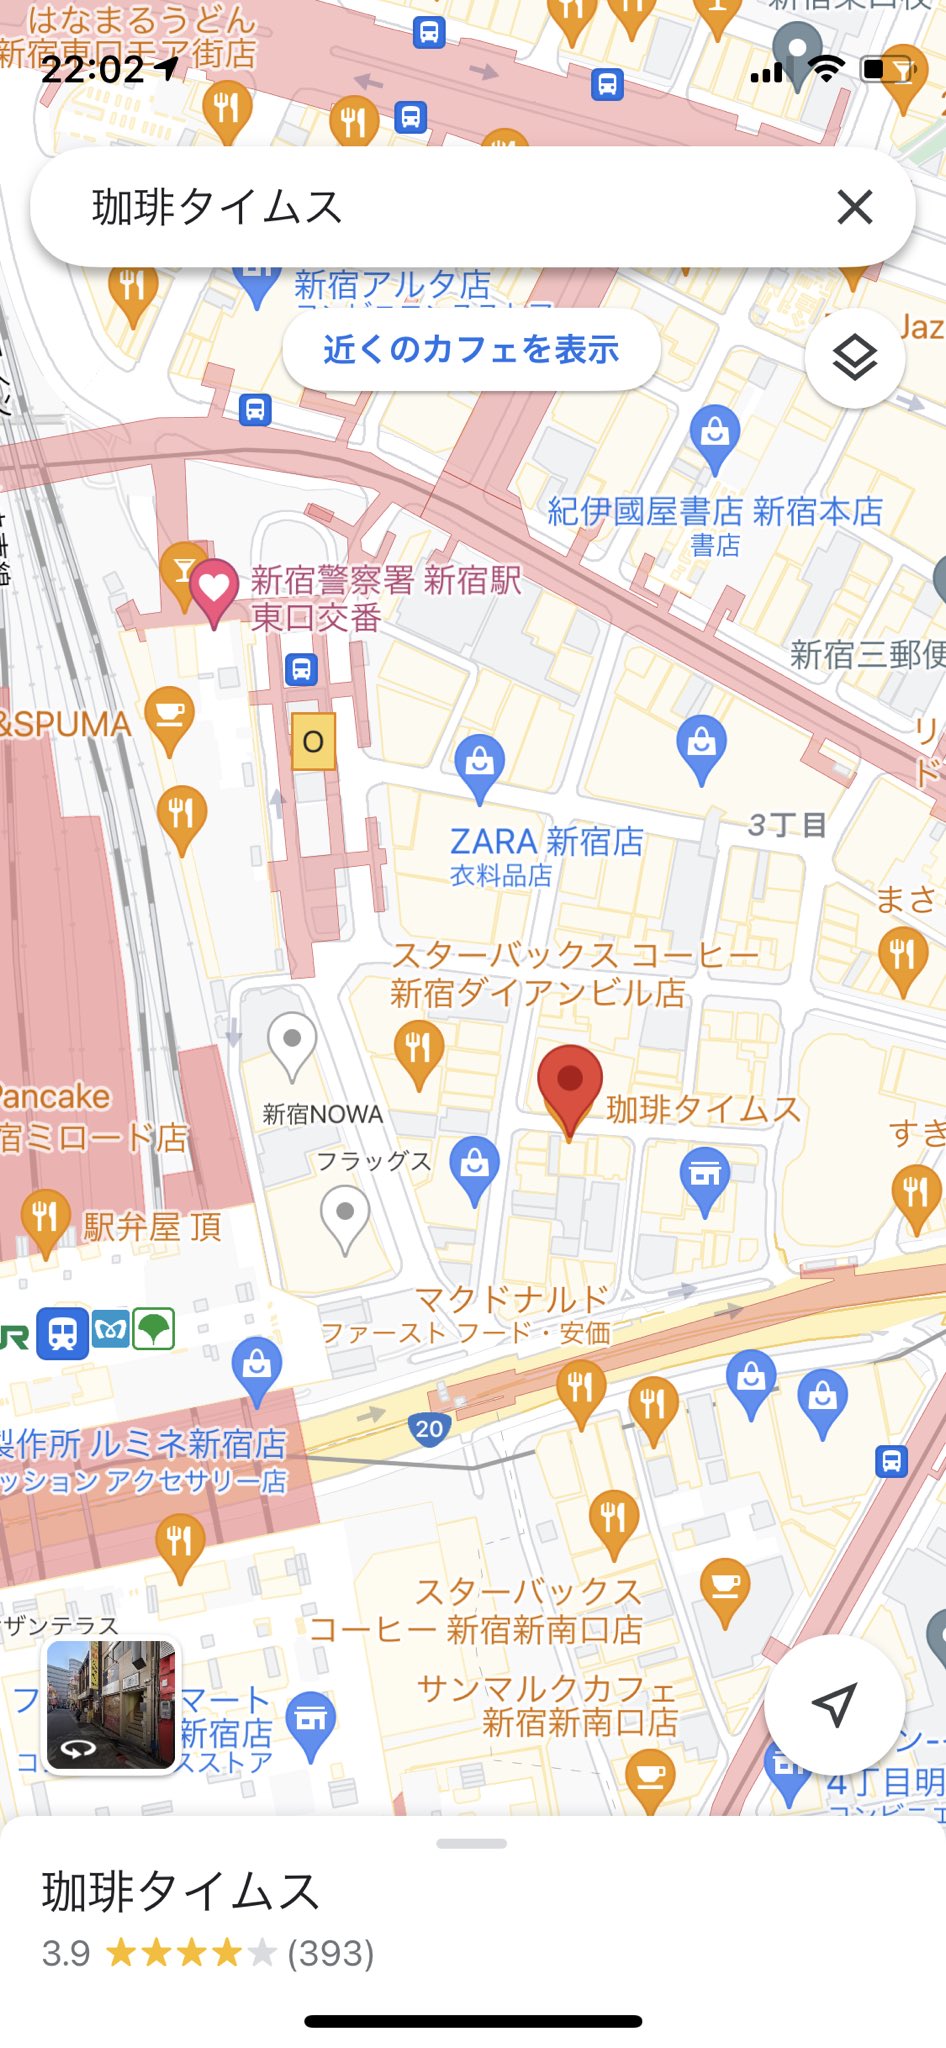 はなまるうどん
新宿東口モア街店
22:02
珈琲タイムス
新宿アルタ店
近くのカフェを表示
Jaz
紀伊國屋書店 新宿本店
書店
新宿警察署 新宿駅
東口交番
新宿三郵便
&SPUMA
リ
ド
O
ZARA 新宿店
衣料品店
3丁目
まさ
スターバックス コーヒー
新宿ダイアンビル店
Pancake
宿ミロード店
新宿NOWA
珈琲タイムス
フラッグス
すき
駅弁屋 頂
マクドナルド
ファースト フード・安価
JR
20
製作所 ルミネ新宿店
ッション アクセサリー店
スターバックス
コーヒー 新宿新南口店
ザンテラス
サンマルクカフェ
新宿新南口店
フ
マート
新宿店
コ
スストア
4丁目明
珈琲タイムス
3.9 ★★★★★ (393)